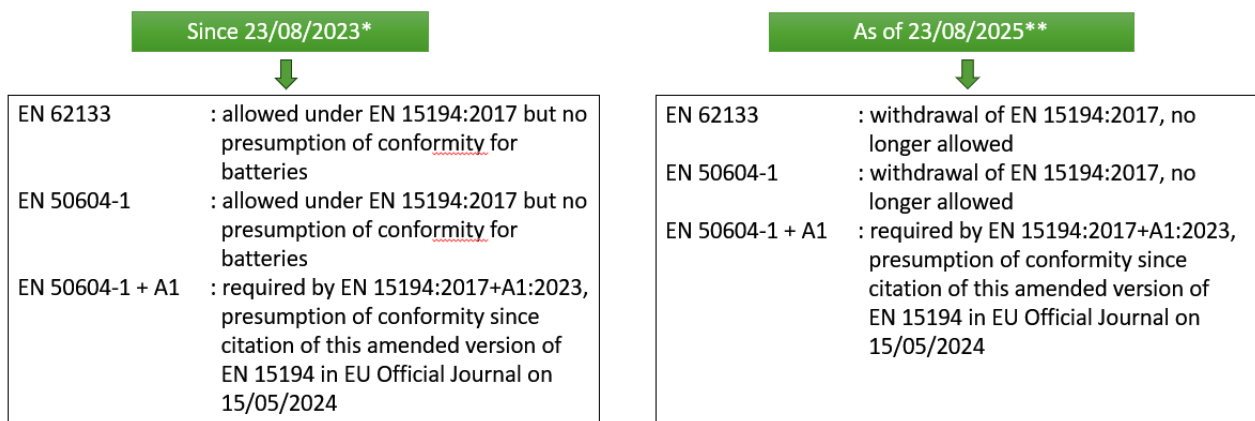 Since 23/08/2023*
EN 62133 : allowed under EN 15194:2017 but no
presumption of conformity for
batteries
EN 50604-1 : allowed under EN 15194:2017 but no
presumption of conformity for
batteries
EN 50604-1 + A1 : required by EN 15194:2017+A1:2023,
presumption of conformity since
citation of this amended version of
EN 15194 in EU Official Journal on
15/05/2024
As of 23/08/2025**
EN 62133 : withdrawal of EN 15194:2017, no
longer allowed
EN 50604-1 : withdrawal of EN 15194:2017, no
longer allowed
EN 50604-1 + A1 : required by EN 15194:2017+A1:2023,
presumption of conformity since
citation of this amended version of
EN 15194 in EU Official Journal on
15/05/2024